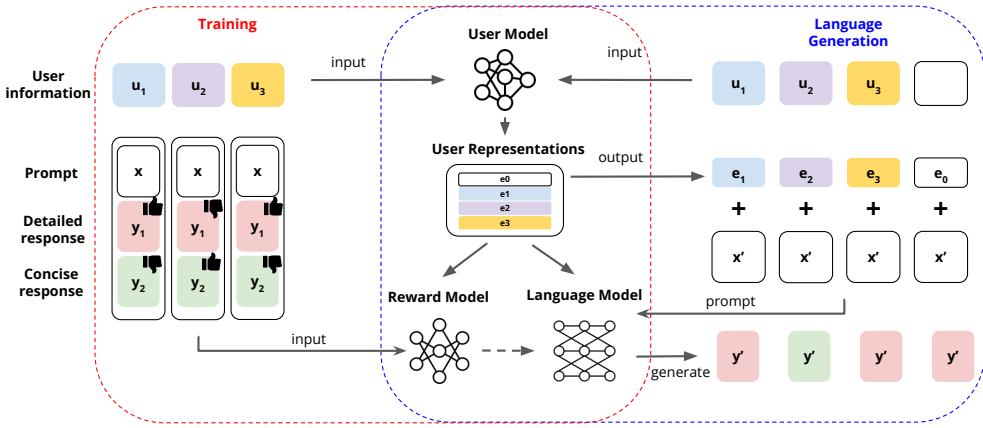 Training
User Model
Language
Generation
User
information
u1
u2
u3
input
input
u1
u2
u3
Prompt
x
x
x
User Representations
e0
e1
e2
e3
output
e1
e2
e3
e0
+
+
+
+
Detailed
response
y1
y1
y1
Concise
response
y2
y2
y2
x'
x'
x'
x'
Reward Model
Language Model
prompt
input
generate
y'
y'
y'
y'